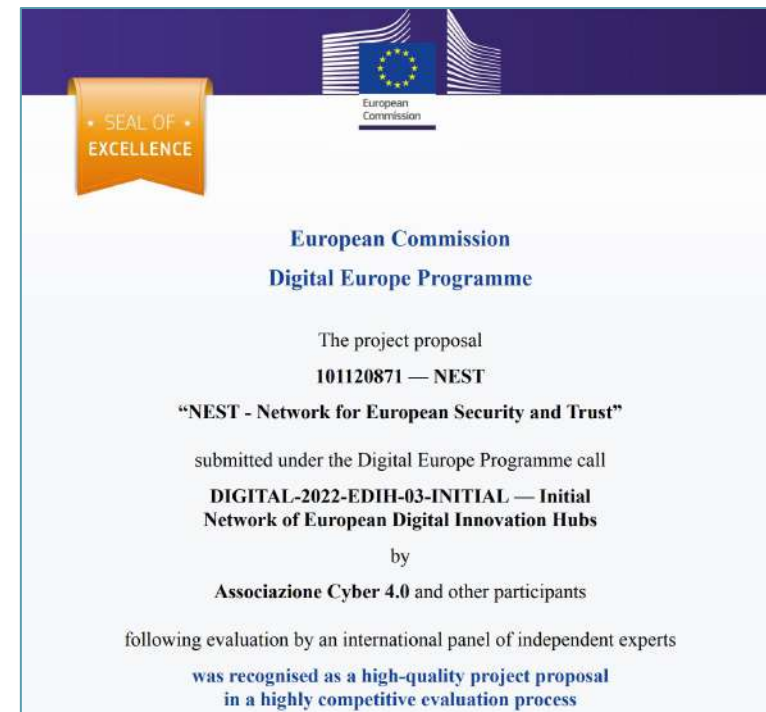 European
Commission
• SEAL OF •
EXCELLENCE
European Commission
Digital Europe Programme
The project proposal
101120871 — NEST
“NEST - Network for European Security and Trust”
submitted under the Digital Europe Programme call
DIGITAL-2022-EDIH-03-INITIAL — Initial
Network of European Digital Innovation Hubs
by
Associazione Cyber 4.0 and other participants
following evaluation by an international panel of independent experts
was recognised as a high-quality project proposal
in a highly competitive evaluation process